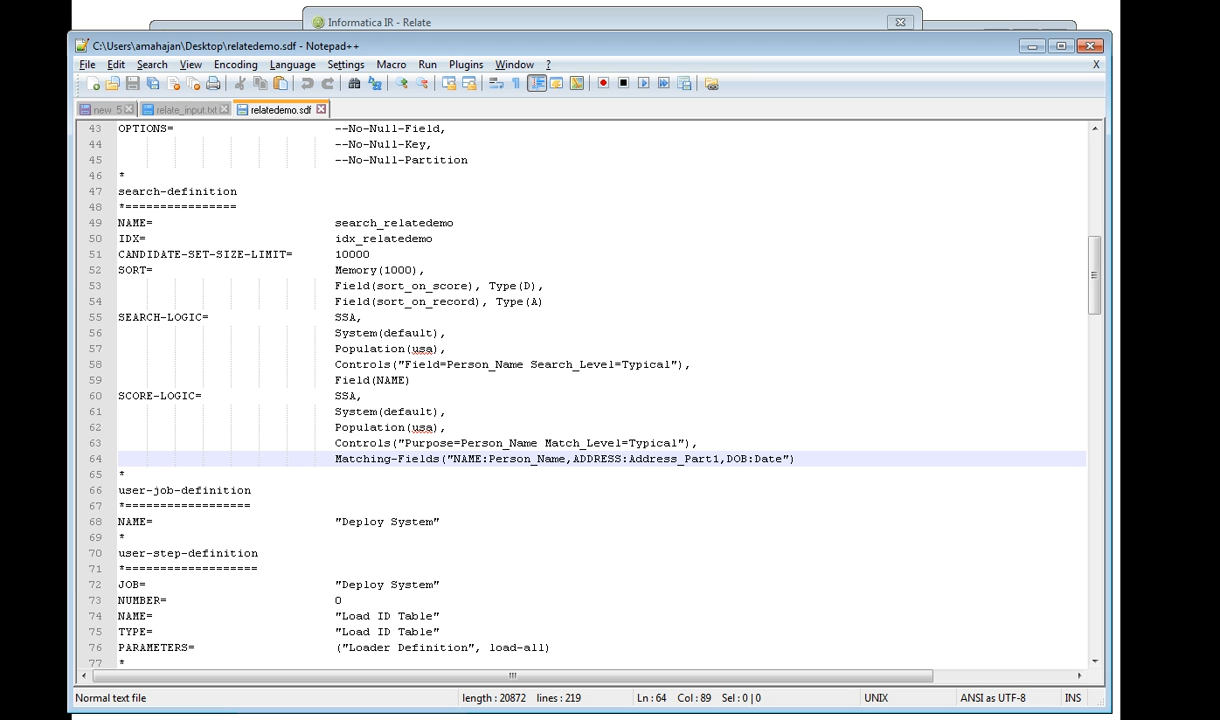 Informatica IR - Relate
C:\Users\amahajan\Desktop\relatedemo.sdf - Notepad++
File Edit Search View Encoding Language Settings Macro Run Plugins Window ? X
new 5 relate_input.txt relatedemo.sdf
43 OPTIONS= --No-Null-Field,
44 --No-Null-Key,
45 --No-Null-Partition
46 *
47 search-definition
48 *================
49 NAME= search_relatedemo
50 IDX= idx_relatedemo
51 CANDIDATE-SET-SIZE-LIMIT= 10000
52 SORT= Memory(1000),
53 Field(sort_on_score), Type(D),
54 Field(sort_on_record), Type(A)
55 SEARCH-LOGIC= SSA,
56 System(default),
57 Population(usa),
58 Controls("Field=Person_Name Search_Level=Typical"),
59 Field(NAME)
60 SCORE-LOGIC= SSA,
61 System(default),
62 Population(usa),
63 Controls("Purpose=Person_Name Match_Level=Typical"),
64 Matching-Fields("NAME:Person_Name,ADDRESS:Address_Part1,DOB:Date")
65 *
66 user-job-definition
67 *==================
68 NAME= "Deploy System"
69 *
70 user-step-definition
71 *===================
72 JOB= "Deploy System"
73 NUMBER= 0
74 NAME= "Load ID Table"
75 TYPE= "Load ID Table"
76 PARAMETERS= ("Loader Definition", load-all)
77 *
Normal text file length : 20872 lines : 219 Ln : 64 Col : 89 Sel : 0 | 0 UNIX ANSI as UTF-8 INS